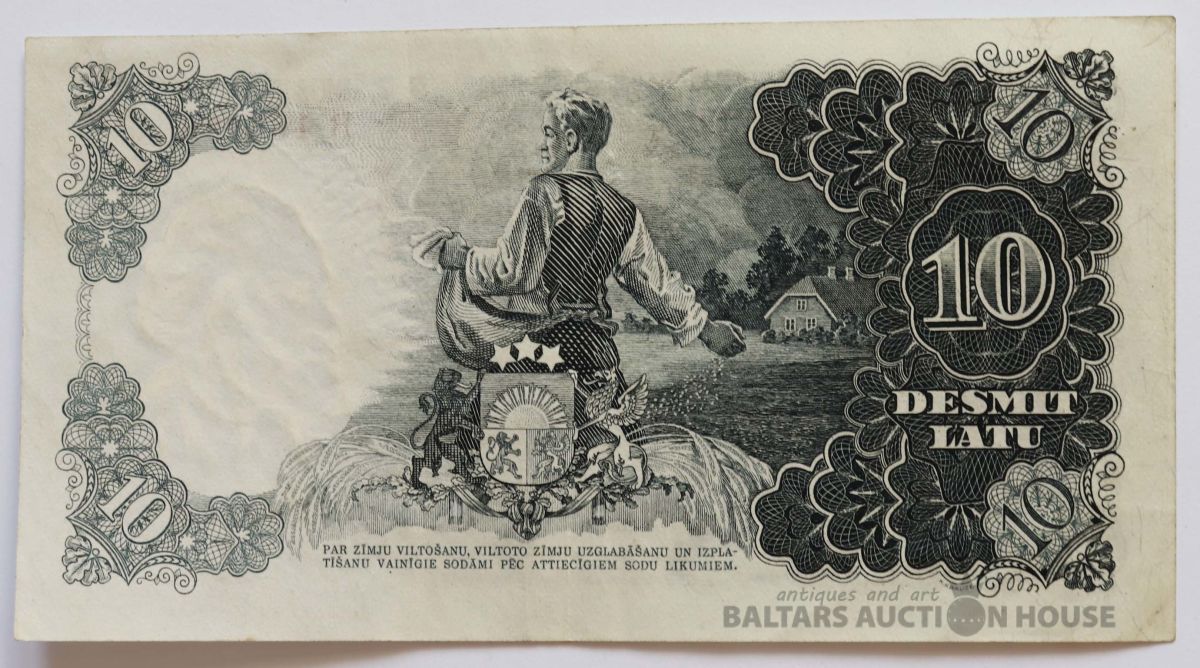 10
10
10
DESMIT
LATU
10
10
PAR ZĪMJU VILTOŠANU, VILTOTO ZĪMJU UZGLABĀŠANU UN IZPLA-
TĪŠANU VAINĪGIE SODĀMI PĒC ATTIECĪGIEM SODU LIKUMIEM.
antiques and art
BALTARS AUCTION HOUSE